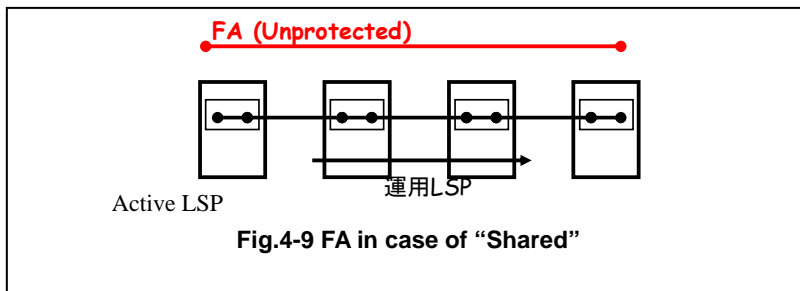 FA (Unprotected)
運用LSP
Active LSP
Fig.4-9 FA in case of “Shared”